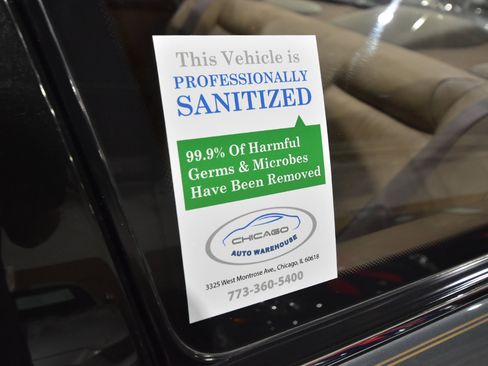 This Vehicle is
PROFESSIONALLY
SANITIZED
99.9% Of Harmful
Germs & Microbes
Have Been Removed
CHICAGO
AUTO WAREHOUSE
3325 West Montrose Ave., Chicago, IL 60618
773-360-5400